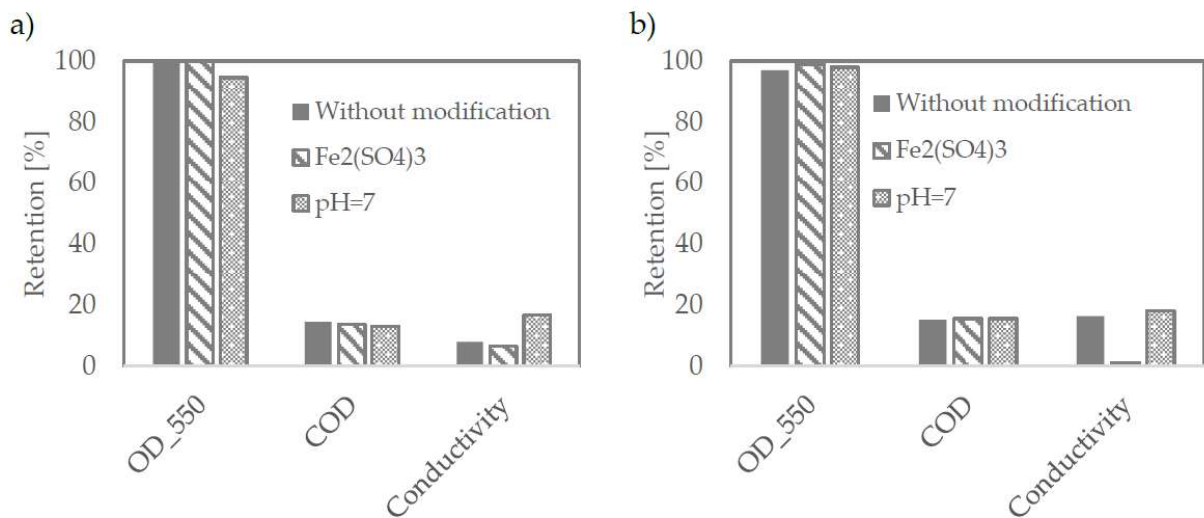 a)
Retention [%]
100
80
60
40
20
0
Without modification
Fe2(SO4)3
pH=7
OD_550
COD
Conductivity
b)
Retention [%]
100
80
60
40
20
0
Without modification
Fe2(SO4)3
pH=7
OD_550
COD
Conductivity